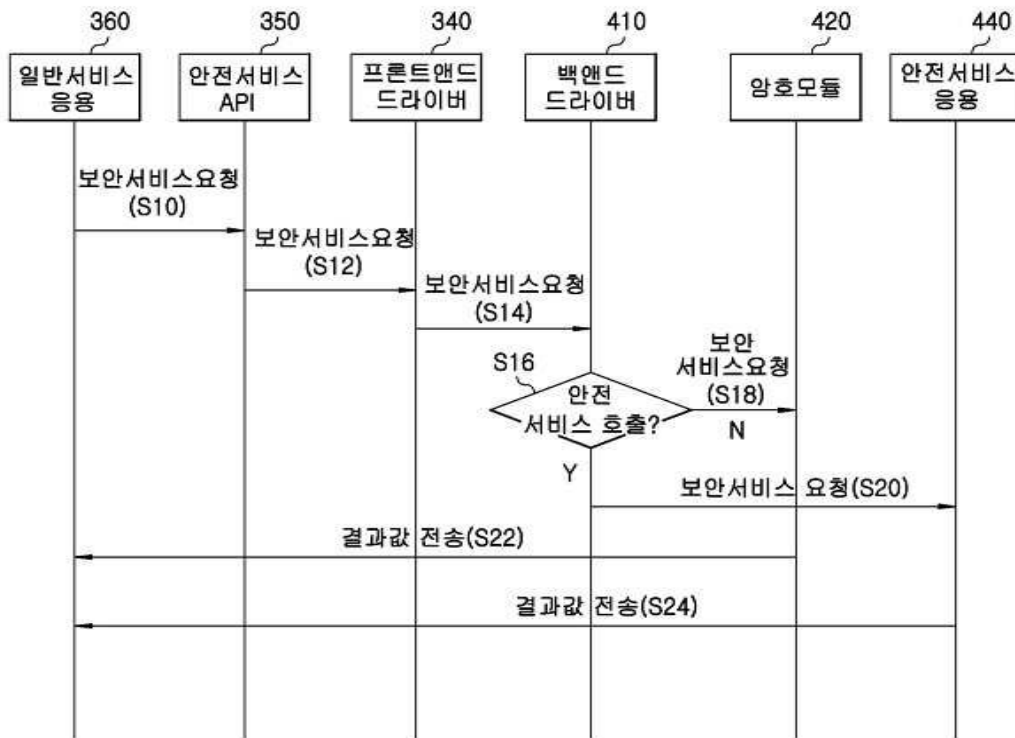 360
350
340
410
420
440
일반서비스
응용
안전서비스
API
프론트앤드
드라이버
백앤드
드라이버
암호모듈
안전서비스
응용
보안서비스요청
(S10)
보안서비스요청
(S12)
보안서비스요청
(S14)
S16
안전
서비스 호출?
보안
서비스요청
(S18)
N
Y
보안서비스 요청(S20)
결과값 전송(S22)
결과값 전송(S24)